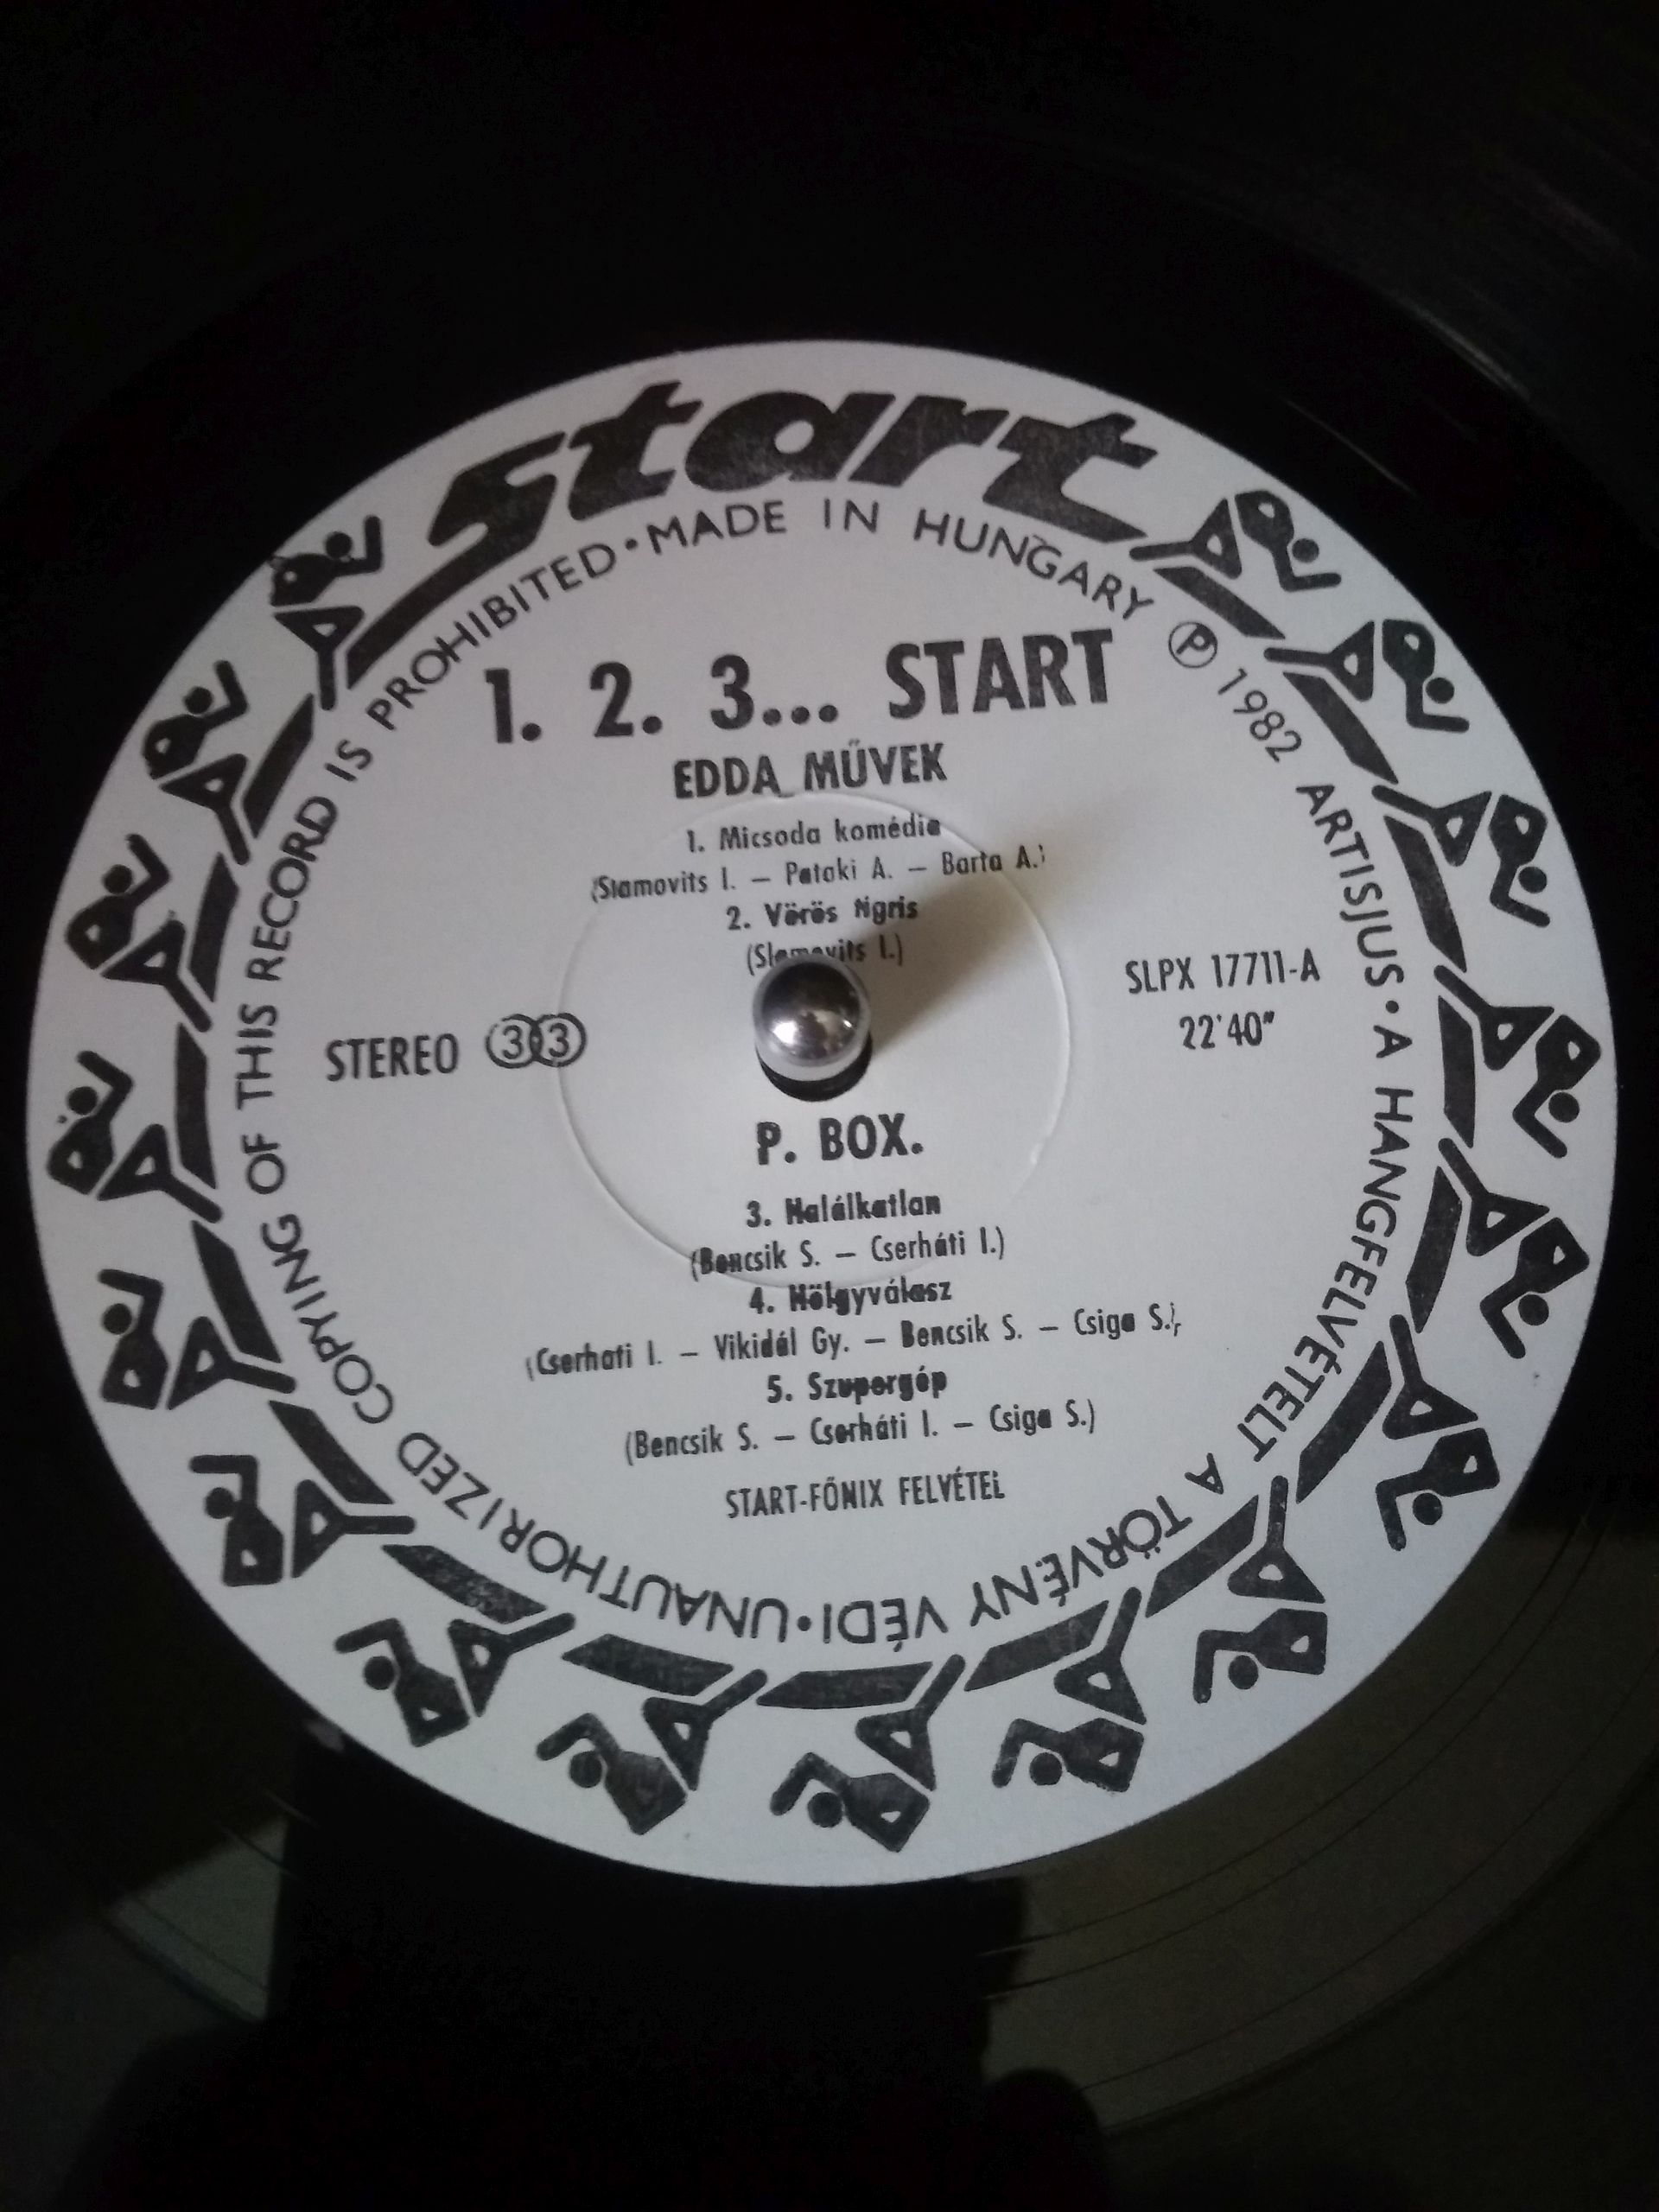 start
MADE IN HUNGARY Ⓟ 1982 ARTISJUS • A HANGFELVÉTELT A TÖRVÉNY VÉDI • UNAUTHORIZED COPYING OF THIS RECORD IS PROHIBITED •
1. 2. 3... START
EDDA MŰVEK
1. Micsoda komédia
(Slamovits I. – Pataki A. – Barta A.)
2. Vörös tigris
(Slamovits I.)
STEREO 33
SLPX 17711-A
22'40"
P. BOX.
3. Halálkatlan
(Bencsik S. – Cserháti I.)
4. Hölgyválasz
(Cserhati I. – Vikidál Gy. – Bencsik S. – Csiga S.)
5. Szupergép
(Bencsik S. – Cserháti I. – Csiga S.)
START-FŐNIX FELVÉTEL